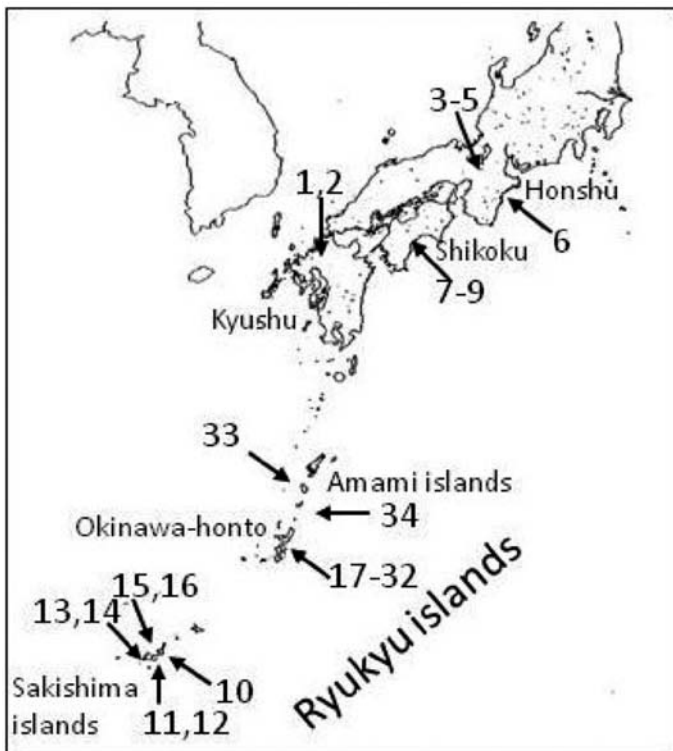 3-5
1,2
Honshu
6
Shikoku
7-9
Kyushu
33
Amami islands
34
Okinawa-honto
17-32
Ryukyu islands
15,16
13,14
10
Sakishima
islands
11,12